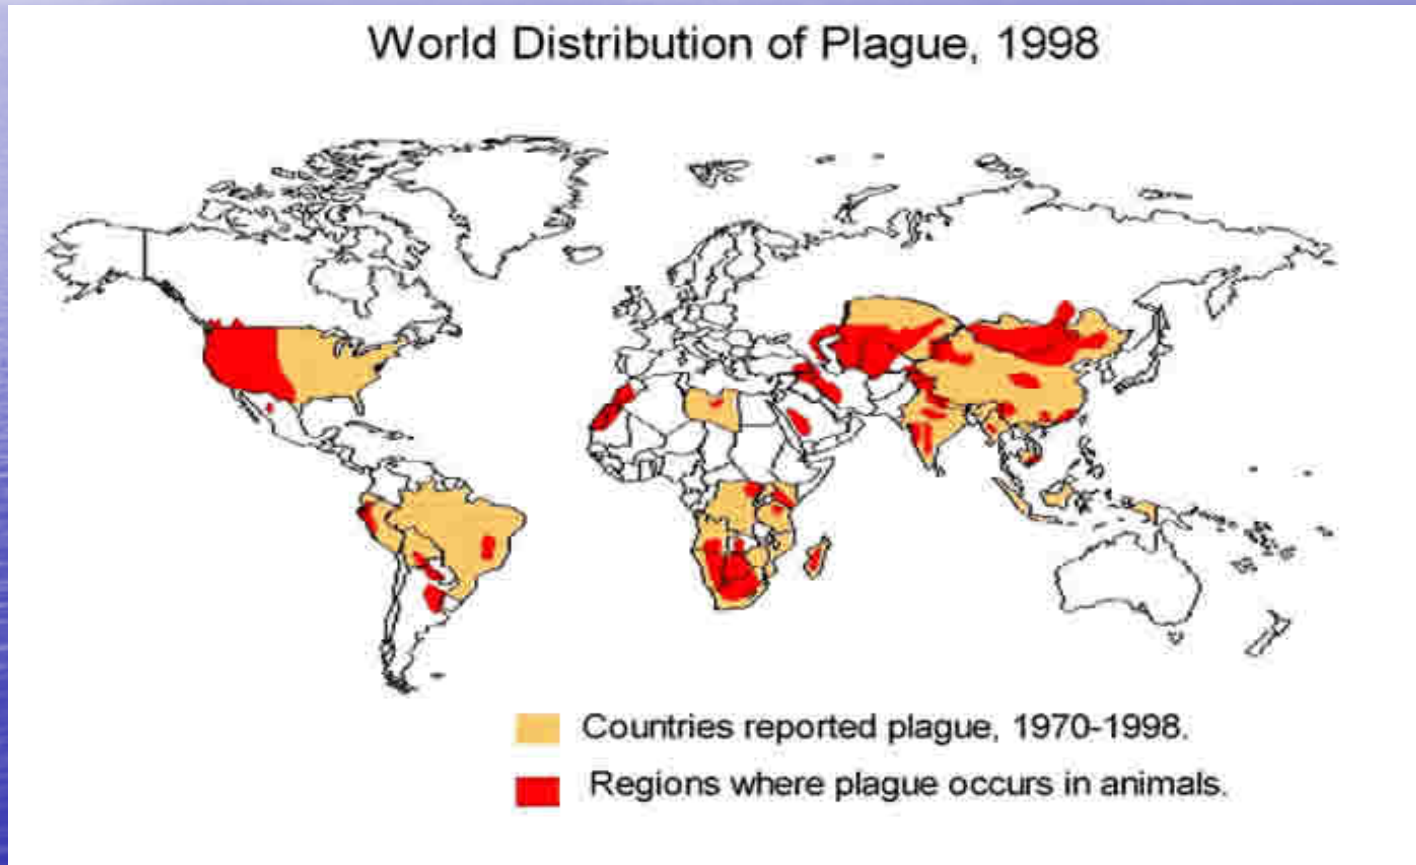 World Distribution of Plague, 1998
Countries reported plague, 1970-1998.
Regions where plague occurs in animals.